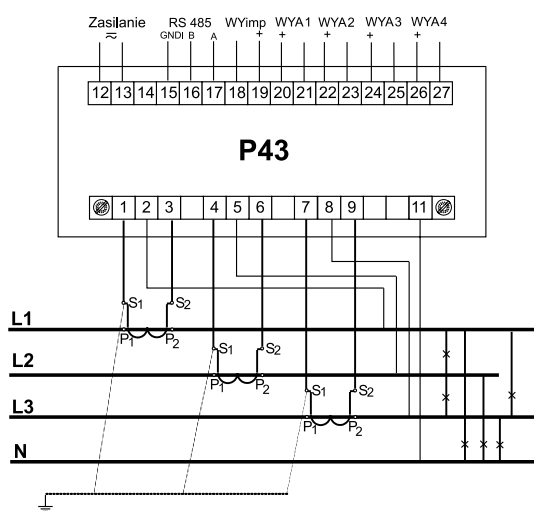 Zasilanie RS 485 WYimp WYA1 WYA2 WYA3 WYA4
GNDI B A + + + + +
12 13 14 15 16 17 18 19 20 21 22 23 24 25 26 27
P43
1 2 3 4 5 6 7 8 9 11
S1 S2
L1
P1 P2
S1 S2
L2
P1 P2
S1 S2
L3
P1 P2
N